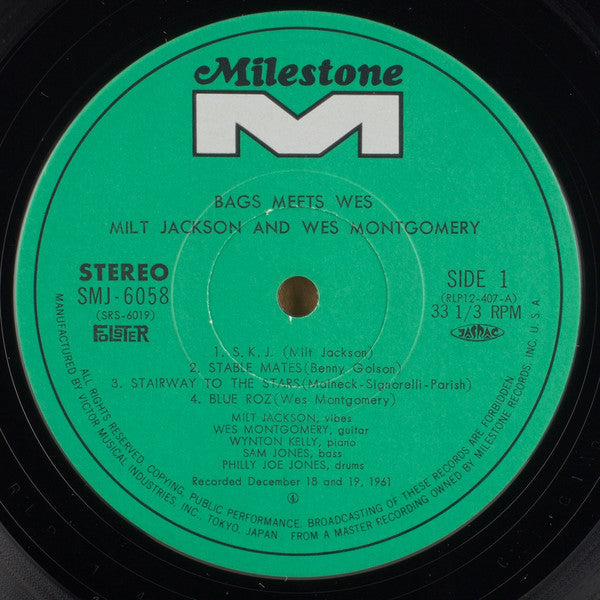 Milestone
M
BAGS MEETS WES
MILT JACKSON AND WES MONTGOMERY
STEREO
SMJ-6058
(SRS-6019)
FOLSTER
SIDE 1
(RLP12-407-A)
33 1/3 RPM
JASRAC
1. S.K.J. (Milt Jackson)
2. STABLE MATES(Benny Golson)
3. STAIRWAY TO THE STARS(Malneck-Signorelli-Parish)
4. BLUE ROZ(Wes Montgomery)
MILT JACKSON, vibes
WES MONTGOMERY, guitar
WYNTON KELLY, piano
SAM JONES, bass
PHILLY JOE JONES, drums
Recorded December 18 and 19, 1961
4
ALL RIGHTS RESERVED. COPYING, PUBLIC PERFORMANCE, BROADCASTING OF THESE RECORDS ARE FORBIDDEN.
MANUFACTURED BY VICTOR MUSICAL INDUSTRIES, INC., TOKYO, JAPAN. FROM A MASTER RECORDING OWNED BY MILESTONE RECORDS, INC. U.S.A.